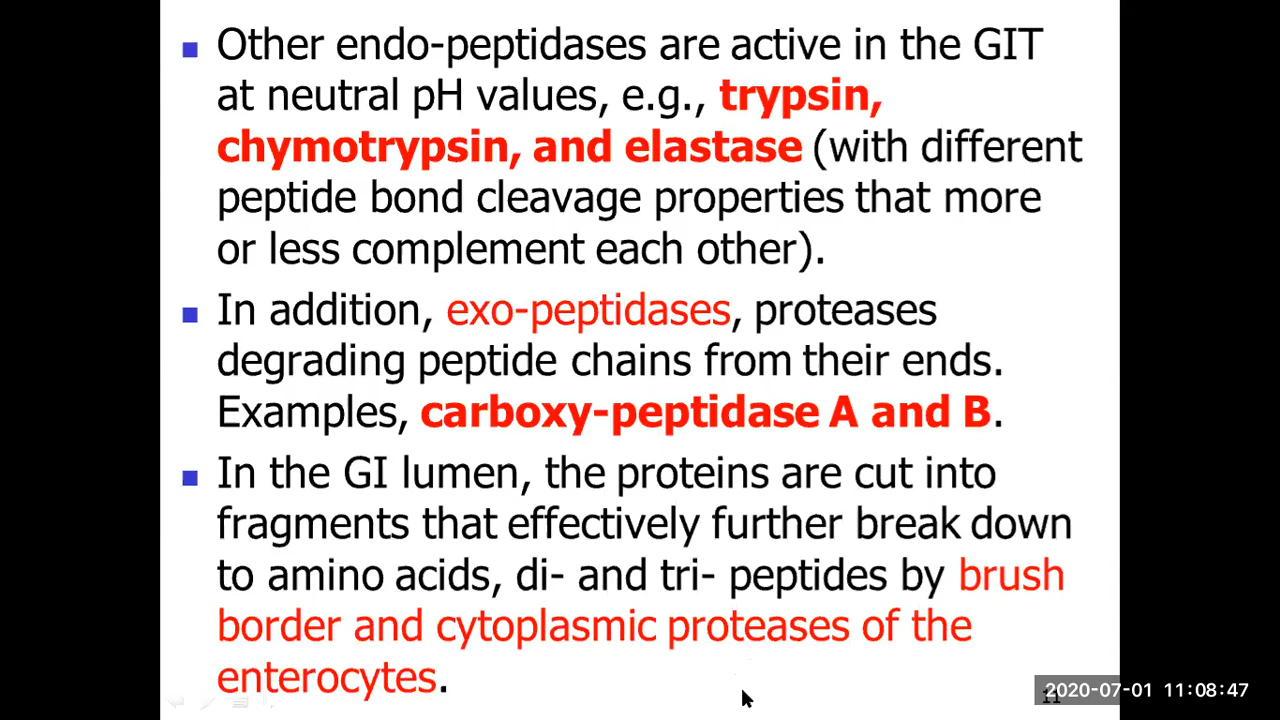 Other endo-peptidases are active in the GIT
at neutral pH values, e.g., trypsin,
chymotrypsin, and elastase (with different
peptide bond cleavage properties that more
or less complement each other).
In addition, exo-peptidases, proteases
degrading peptide chains from their ends.
Examples, carboxy-peptidase A and B.
In the GI lumen, the proteins are cut into
fragments that effectively further break down
to amino acids, di- and tri- peptides by brush
border and cytoplasmic proteases of the
enterocytes.
11
2020-07-01 11:08:47